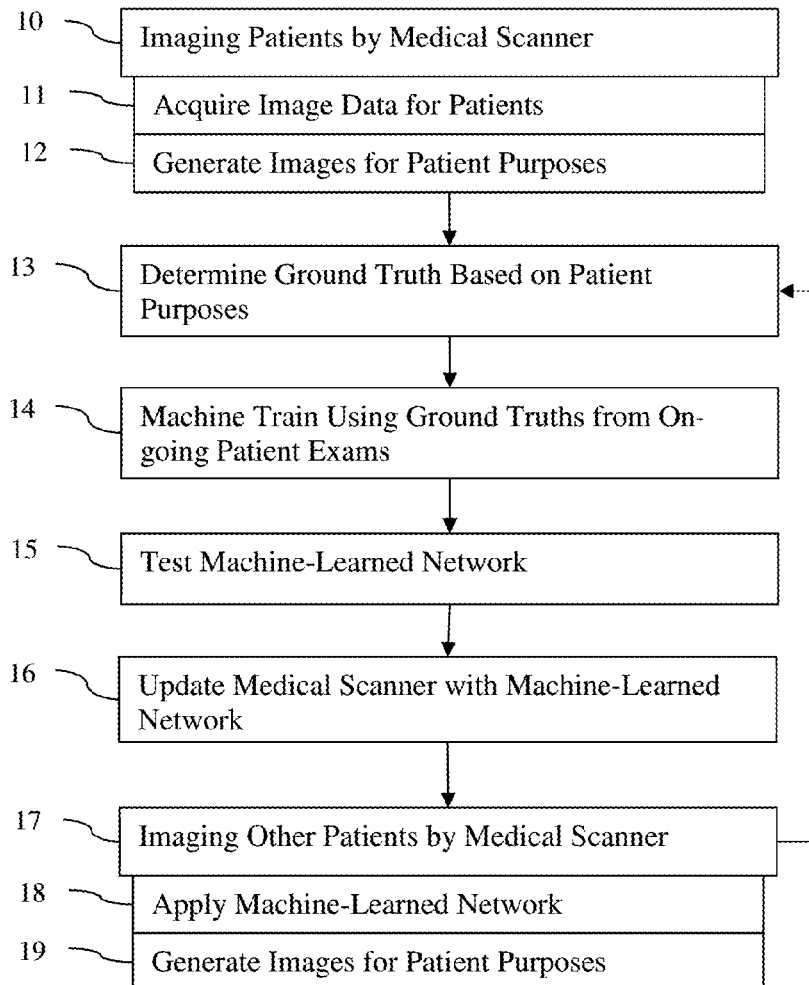 10 Imaging Patients by Medical Scanner
11 Acquire Image Data for Patients
12 Generate Images for Patient Purposes
13 Determine Ground Truth Based on Patient
Purposes
14 Machine Train Using Ground Truths from On-
going Patient Exams
15 Test Machine-Learned Network
16 Update Medical Scanner with Machine-Learned
Network
17 Imaging Other Patients by Medical Scanner
18 Apply Machine-Learned Network
19 Generate Images for Patient Purposes